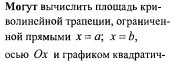 Могут вычислить площадь кри-
волинейной трапеции, ограничен-
ной прямыми x = a; x = b,
осью Ox и графиком квадратич-